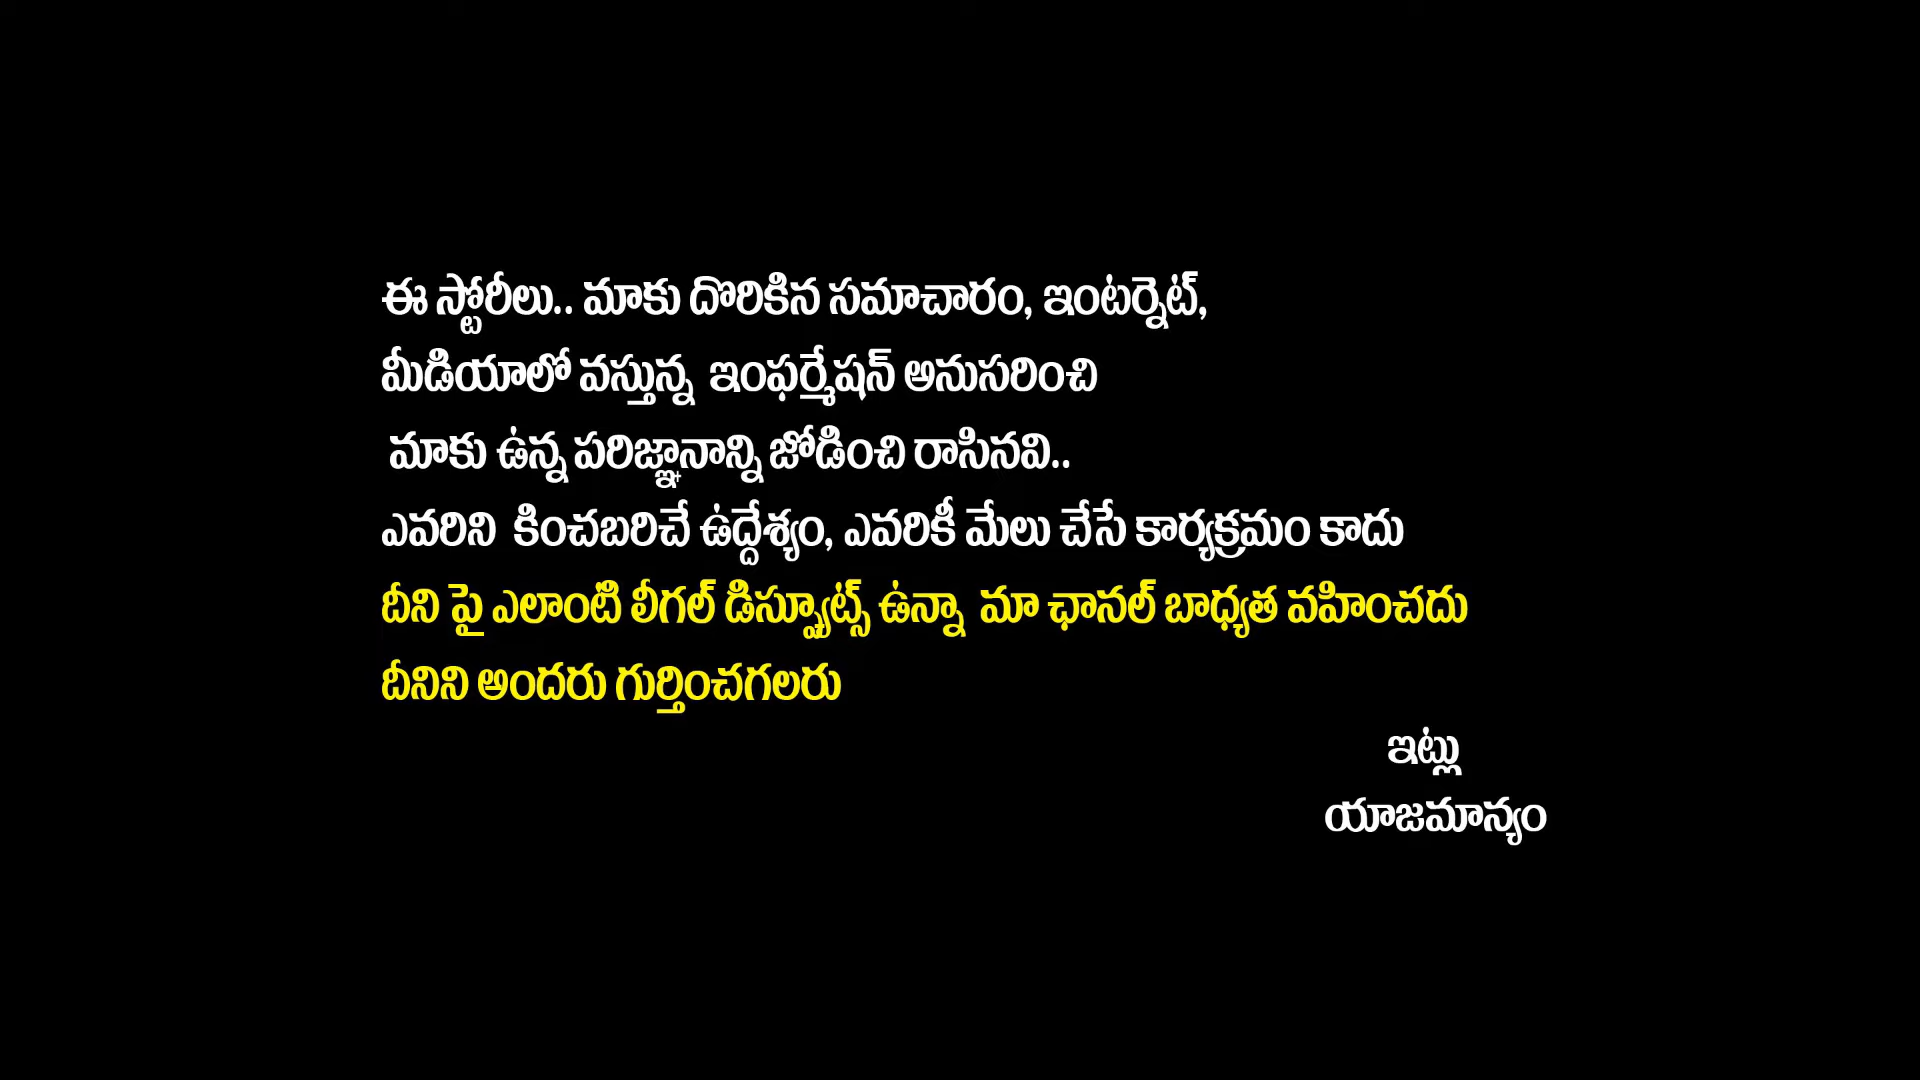 ఈ స్టోరీలు.. మాకు దొరికిన సమాచారం, ఇంటర్నెట్,
మీడియాలో వస్తున్న ఇంఫర్మేషన్ అనుసరించి
మాకు ఉన్న పరిజ్ఞానాన్ని జోడించి రాసినవి..
ఎవరిని కించబరిచే ఉద్దేశ్యం, ఎవరికీ మేలు చేసే కార్యక్రమం కాదు
దీని పై ఎలాంటి లీగల్ డిస్ప్యూట్స్ ఉన్నా మా ఛానల్ బాధ్యత వహించదు
దీనిని అందరు గుర్తించగలరు
ఇట్లు
యాజమాన్యం